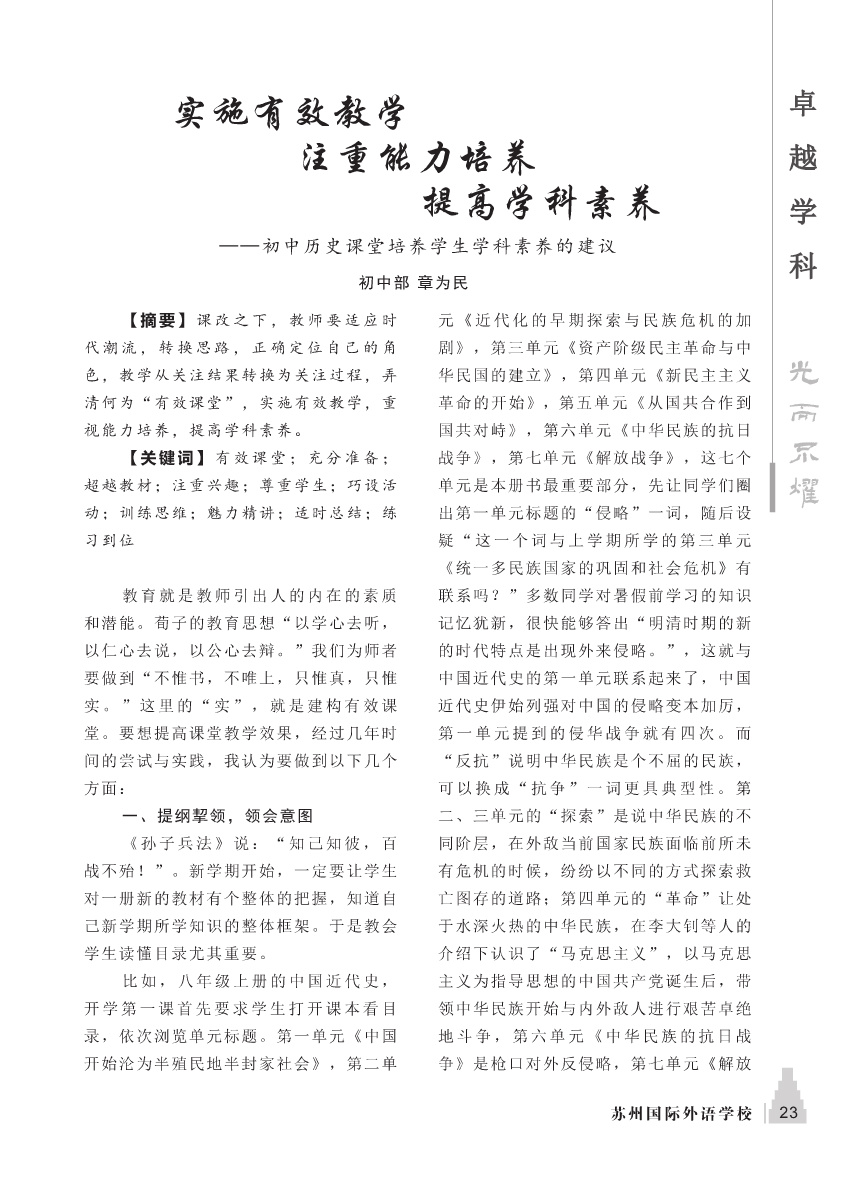 实施有效教学
注重能力培养
提高学科素养
——初中历史课堂培养学生学科素养的建议
初中部 章为民
【摘要】课改之下，教师要适应时
代潮流，转换思路，正确定位自己的角
色，教学从关注结果转换为关注过程，弄
清何为“有效课堂”，实施有效教学，重
视能力培养，提高学科素养。
【关键词】有效课堂；充分准备；
超越教材；注重兴趣；尊重学生；巧设活
动；训练思维；魅力精讲；适时总结；练
习到位
教育就是教师引出人的内在的素质
和潜能。荀子的教育思想“以学心去听，
以仁心去说，以公心去辩。”我们为师者
要做到“不惟书，不唯上，只惟真，只惟
实。”这里的“实”，就是建构有效课
堂。要想提高课堂教学效果，经过几年时
间的尝试与实践，我认为要做到以下几个
方面：
一、提纲挈领，领会意图
《孙子兵法》说：“知己知彼，百
战不殆！”。新学期开始，一定要让学生
对一册新的教材有个整体的把握，知道自
己新学期所学知识的整体框架。于是教会
学生读懂目录尤其重要。
比如，八年级上册的中国近代史，
开学第一课首先要求学生打开课本看目
录，依次浏览单元标题。第一单元《中国
开始沦为半殖民地半封家社会》，第二单
元《近代化的早期探索与民族危机的加
剧》，第三单元《资产阶级民主革命与中
华民国的建立》，第四单元《新民主主义
革命的开始》，第五单元《从国共合作到
国共对峙》，第六单元《中华民族的抗日
战争》，第七单元《解放战争》，这七个
单元是本册书最重要部分，先让同学们圈
出第一单元标题的“侵略”一词，随后设
疑“这一个词与上学期所学的第三单元
《统一多民族国家的巩固和社会危机》有
联系吗？”多数同学对暑假前学习的知识
记忆犹新，很快能够答出“明清时期的新
的时代特点是出现外来侵略。”，这就与
中国近代史的第一单元联系起来了，中国
近代史伊始列强对中国的侵略变本加厉，
第一单元提到的侵华战争就有四次。而
“反抗”说明中华民族是个不屈的民族，
可以换成“抗争”一词更具典型性。第
二、三单元的“探索”是说中华民族的不
同阶层，在外敌当前国家民族面临前所未
有危机的时候，纷纷以不同的方式探索救
亡图存的道路；第四单元的“革命”让处
于水深火热的中华民族，在李大钊等人的
介绍下认识了“马克思主义”，以马克思
主义为指导思想的中国共产党诞生后，带
领中华民族开始与内外敌人进行艰苦卓绝
地斗争，第六单元《中华民族的抗日战
争》是枪口对外反侵略，第七单元《解放
卓越学科
光而不耀
苏州国际外语学校
23